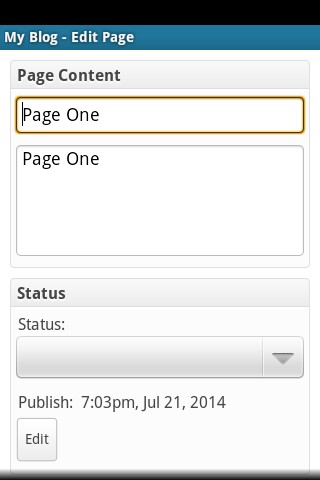 My Blog - Edit Page
Page Content
Page One
Page One
Status
Status:
Publish: 7:03pm, Jul 21, 2014
Edit